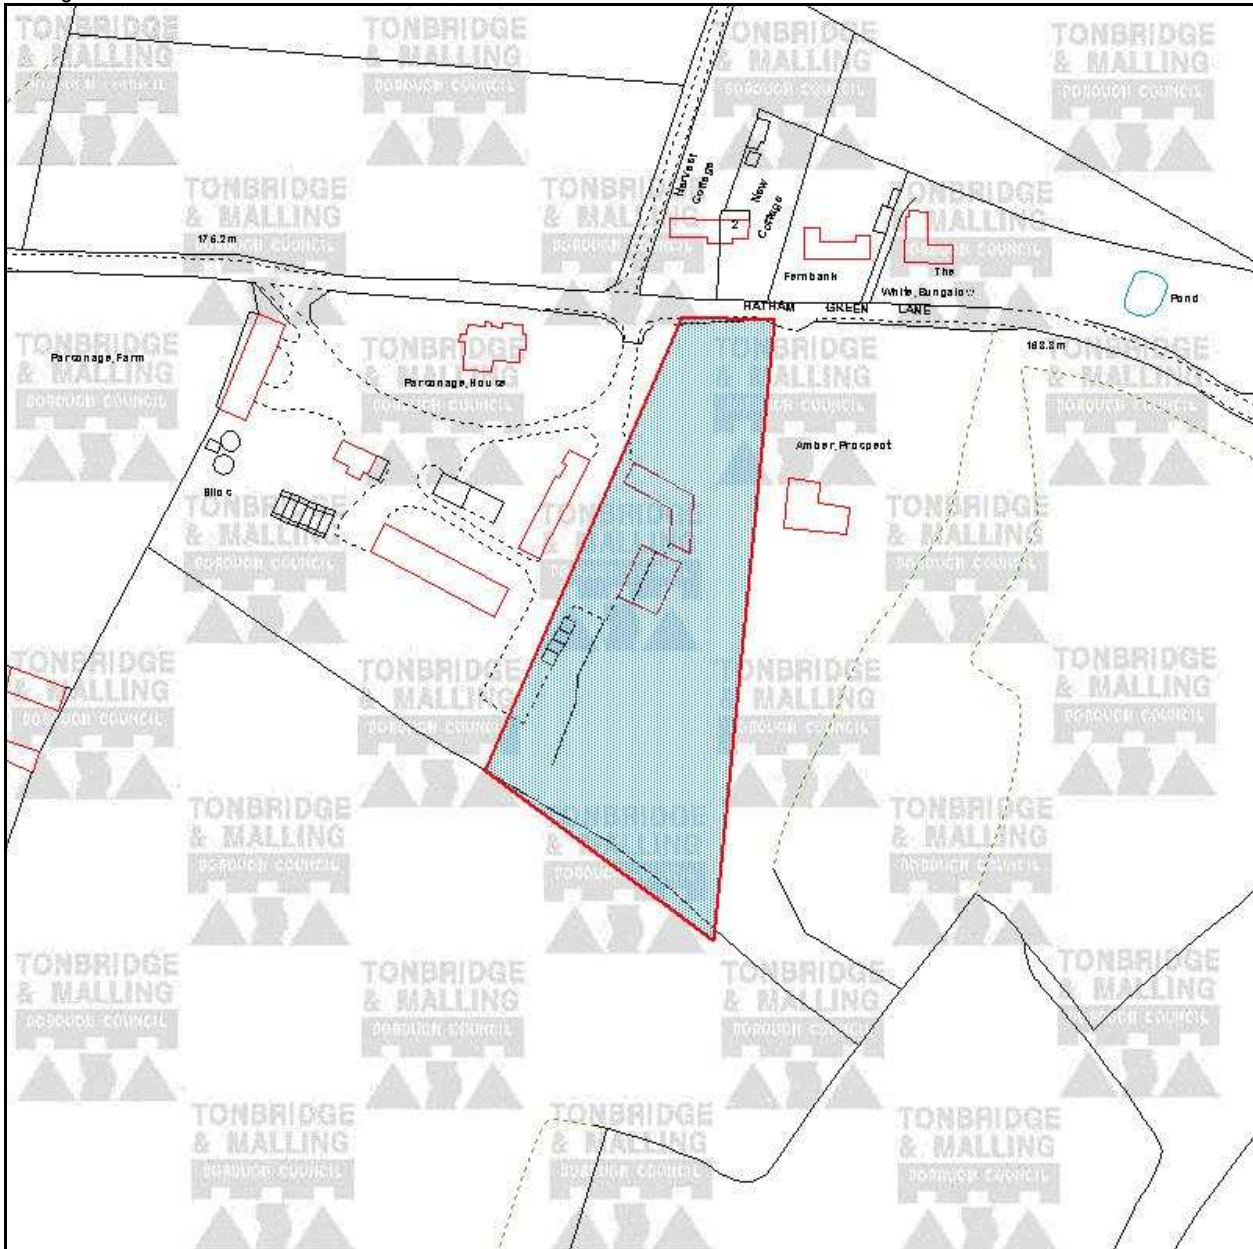 TONBRIDGE
& MALLING
BOROUGH COUNCIL
176.2m
Harvest
Cottage
New
Cottage
2
Fernbank
The
White Bungalow
HATHAM GREEN LANE
Pond
Parsonage Farm
Parsonage House
Amber Prospect
Silos